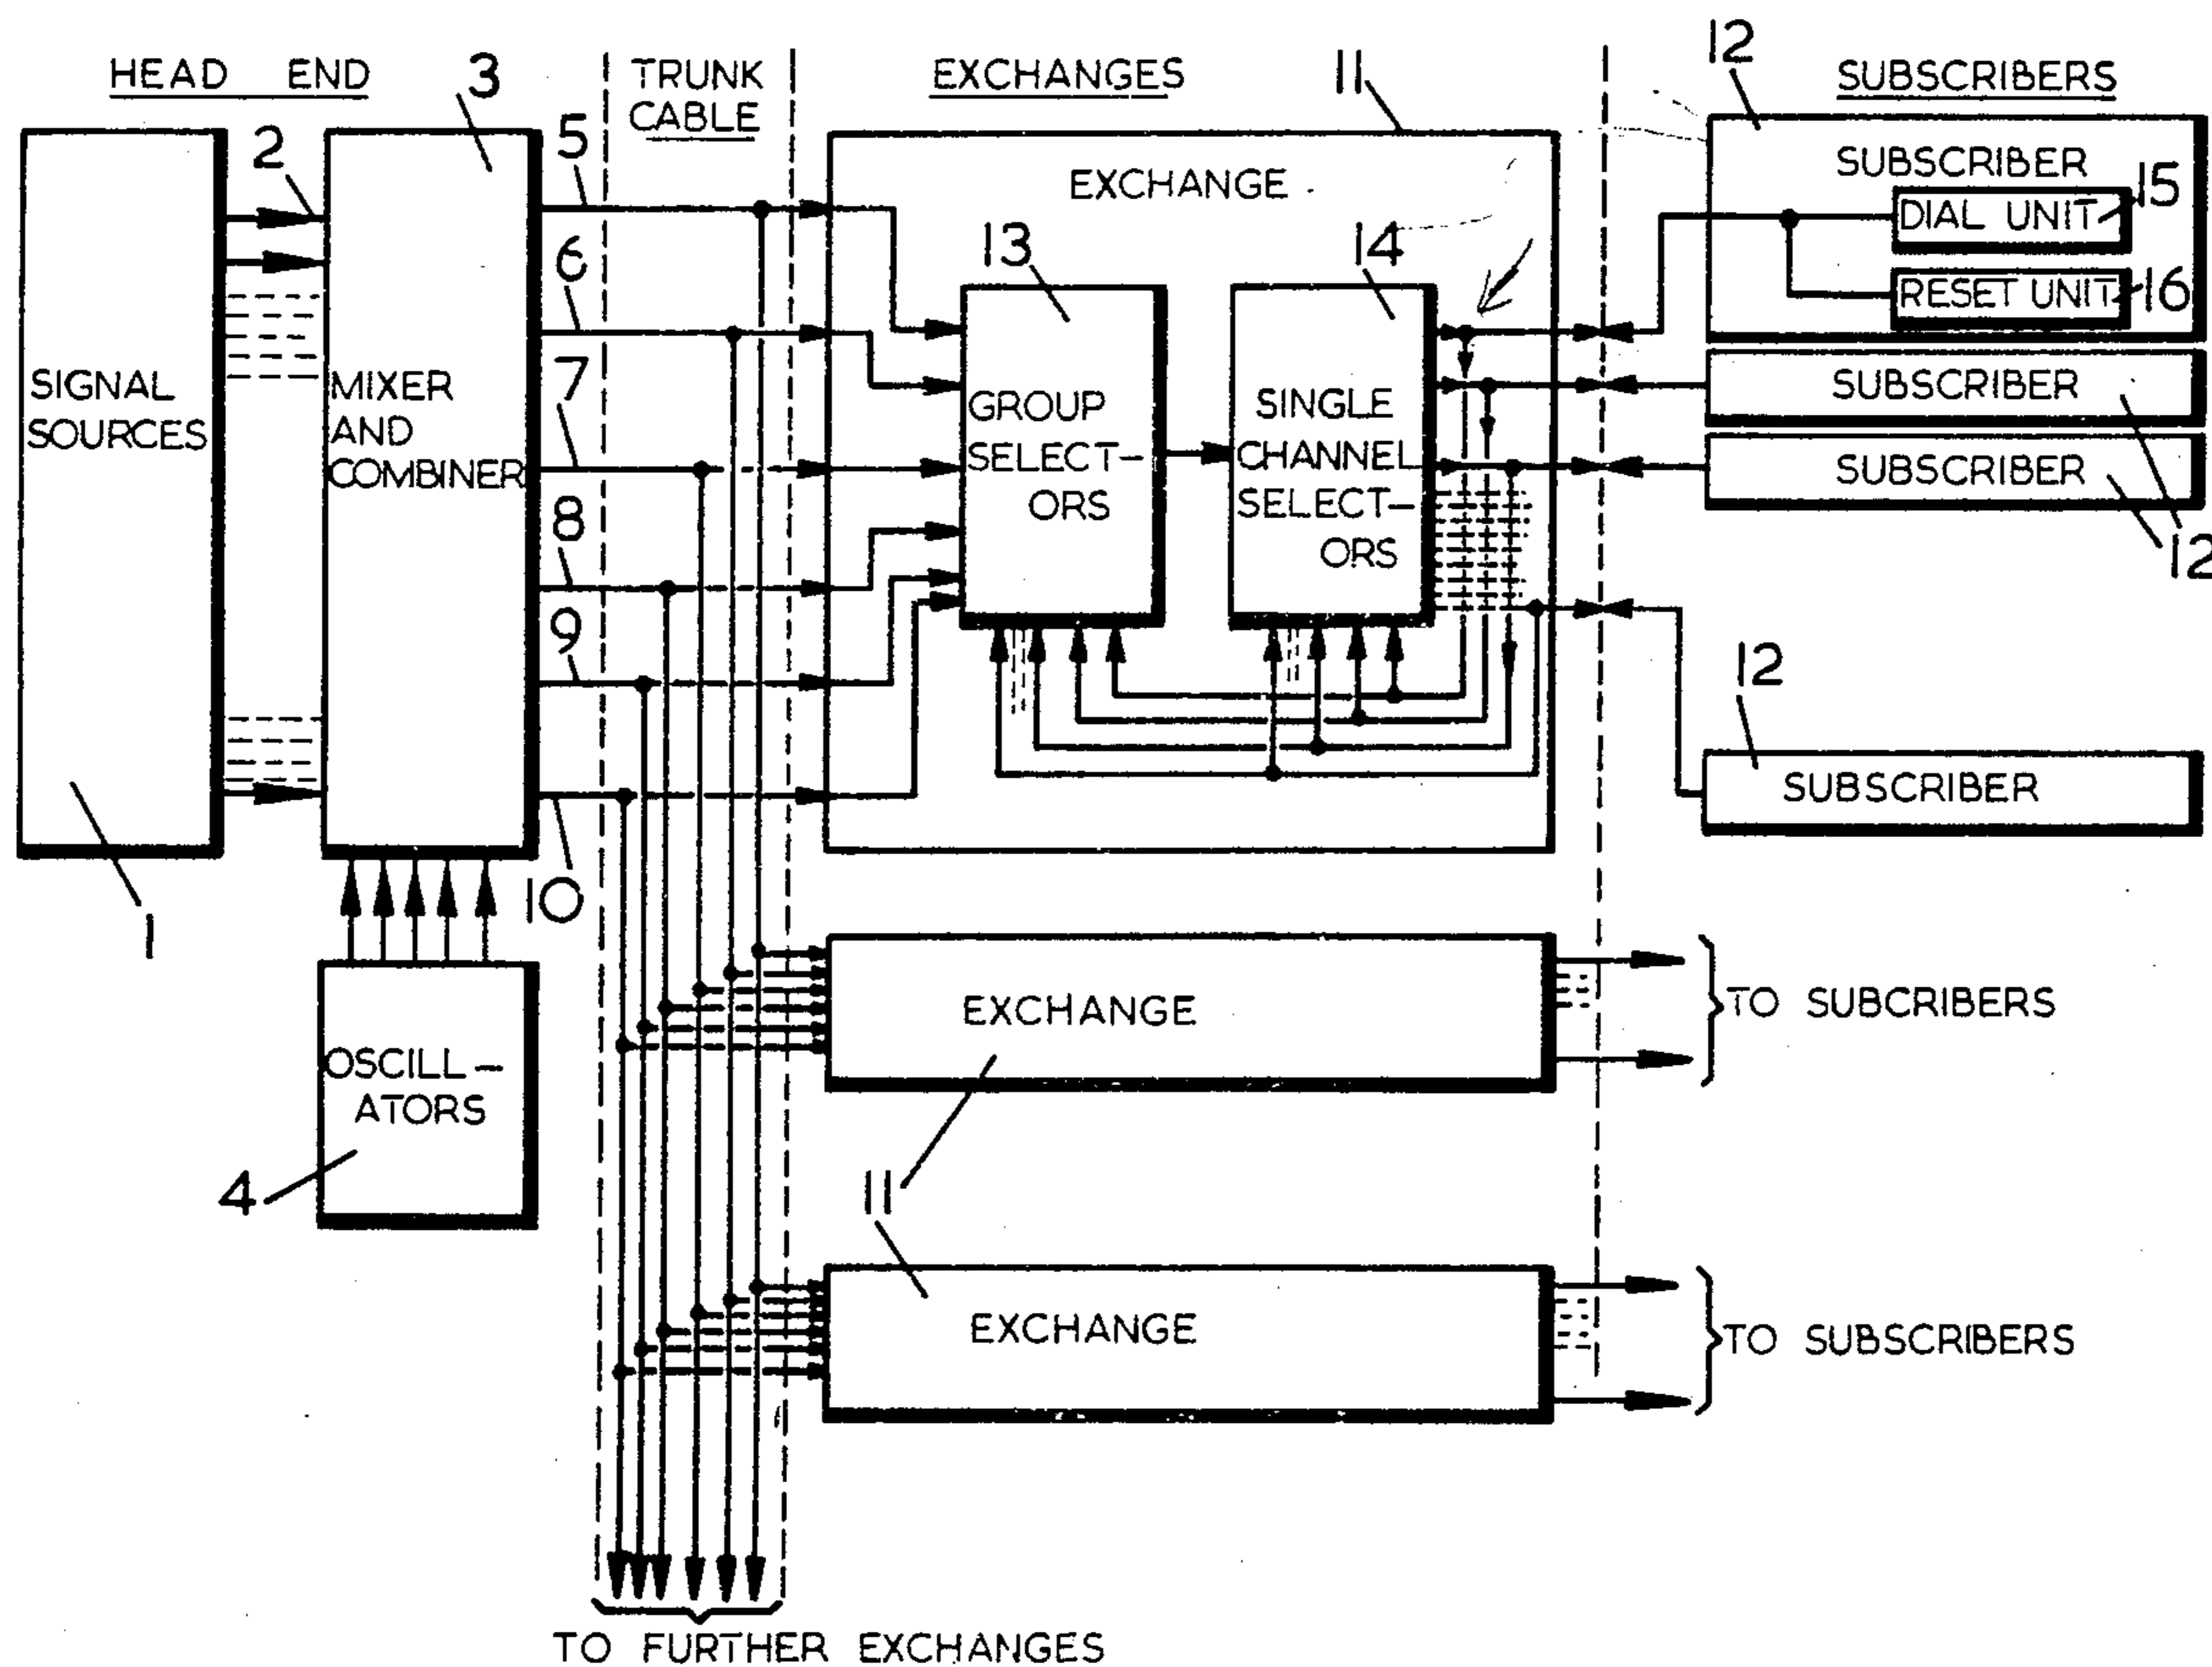 HEAD END
TRUNK
CABLE
EXCHANGES
SUBSCRIBERS
1
2
3
4
5
6
7
8
9
10
11
12
SIGNAL
SOURCES
MIXER
AND
COMBINER
OSCILL-
ATORS
EXCHANGE
13
GROUP
SELECT-
ORS
14
SINGLE
CHANNEL
SELECT-
ORS
SUBSCRIBER
DIAL UNIT
15
RESET UNIT
16
SUBSCRIBER
SUBSCRIBER
12
12
SUBSCRIBER
EXCHANGE
TO SUBCRIBERS
11
EXCHANGE
TO SUBSCRIBERS
TO FURTHER EXCHANGES